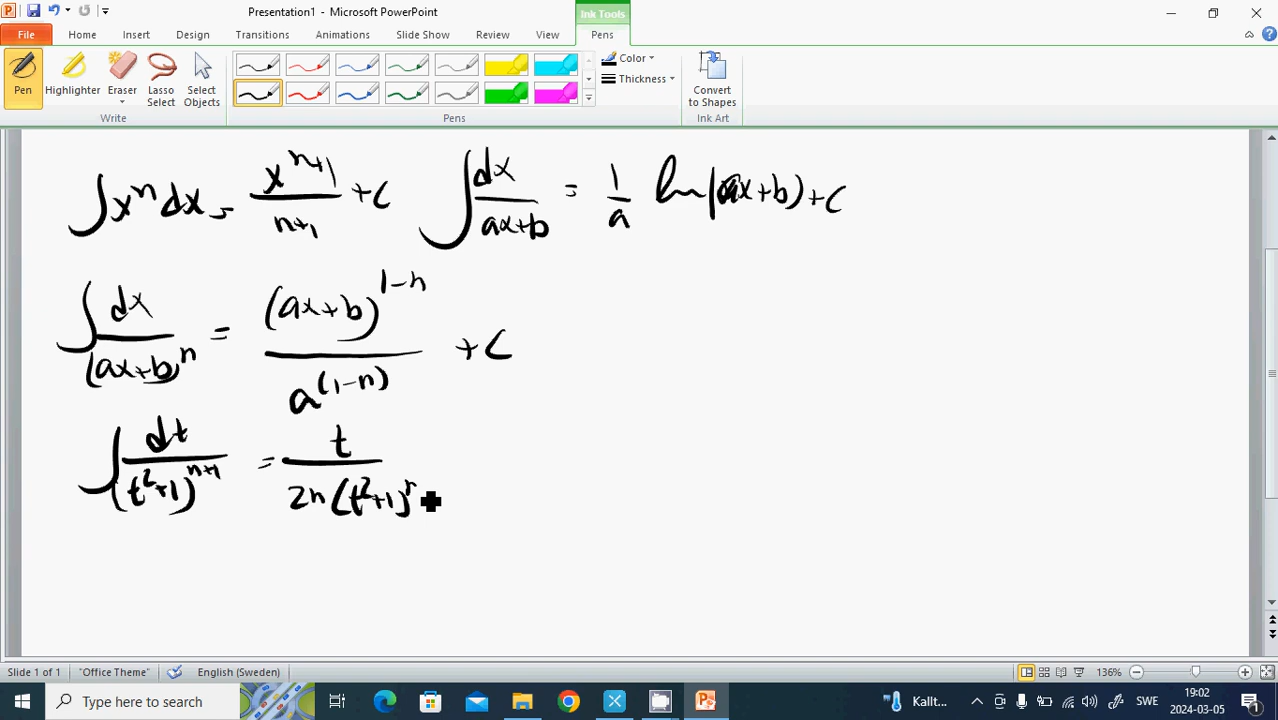 Presentation1 - Microsoft PowerPoint
Ink Tools
File Home Insert Design Transitions Animations Slide Show Review View Pens
Pen Highlighter Eraser Lasso Select Select Objects
Color Thickness
Convert to Shapes
Write Pens Ink Art
∫x^n dx = x^(n+1)/(n+1) + C ∫dx/(ax+b) = 1/a ln|ax+b| + C
∫dx/(ax+b)^n = (ax+b)^(1-n)/a(1-n) + C
∫dt/(t²+1)^(n+1) = t/2n(t²+1)^n
Slide 1 of 1 "Office Theme" English (Sweden) 136%
Type here to search Kallt... SWE 19:02
2024-03-05 1